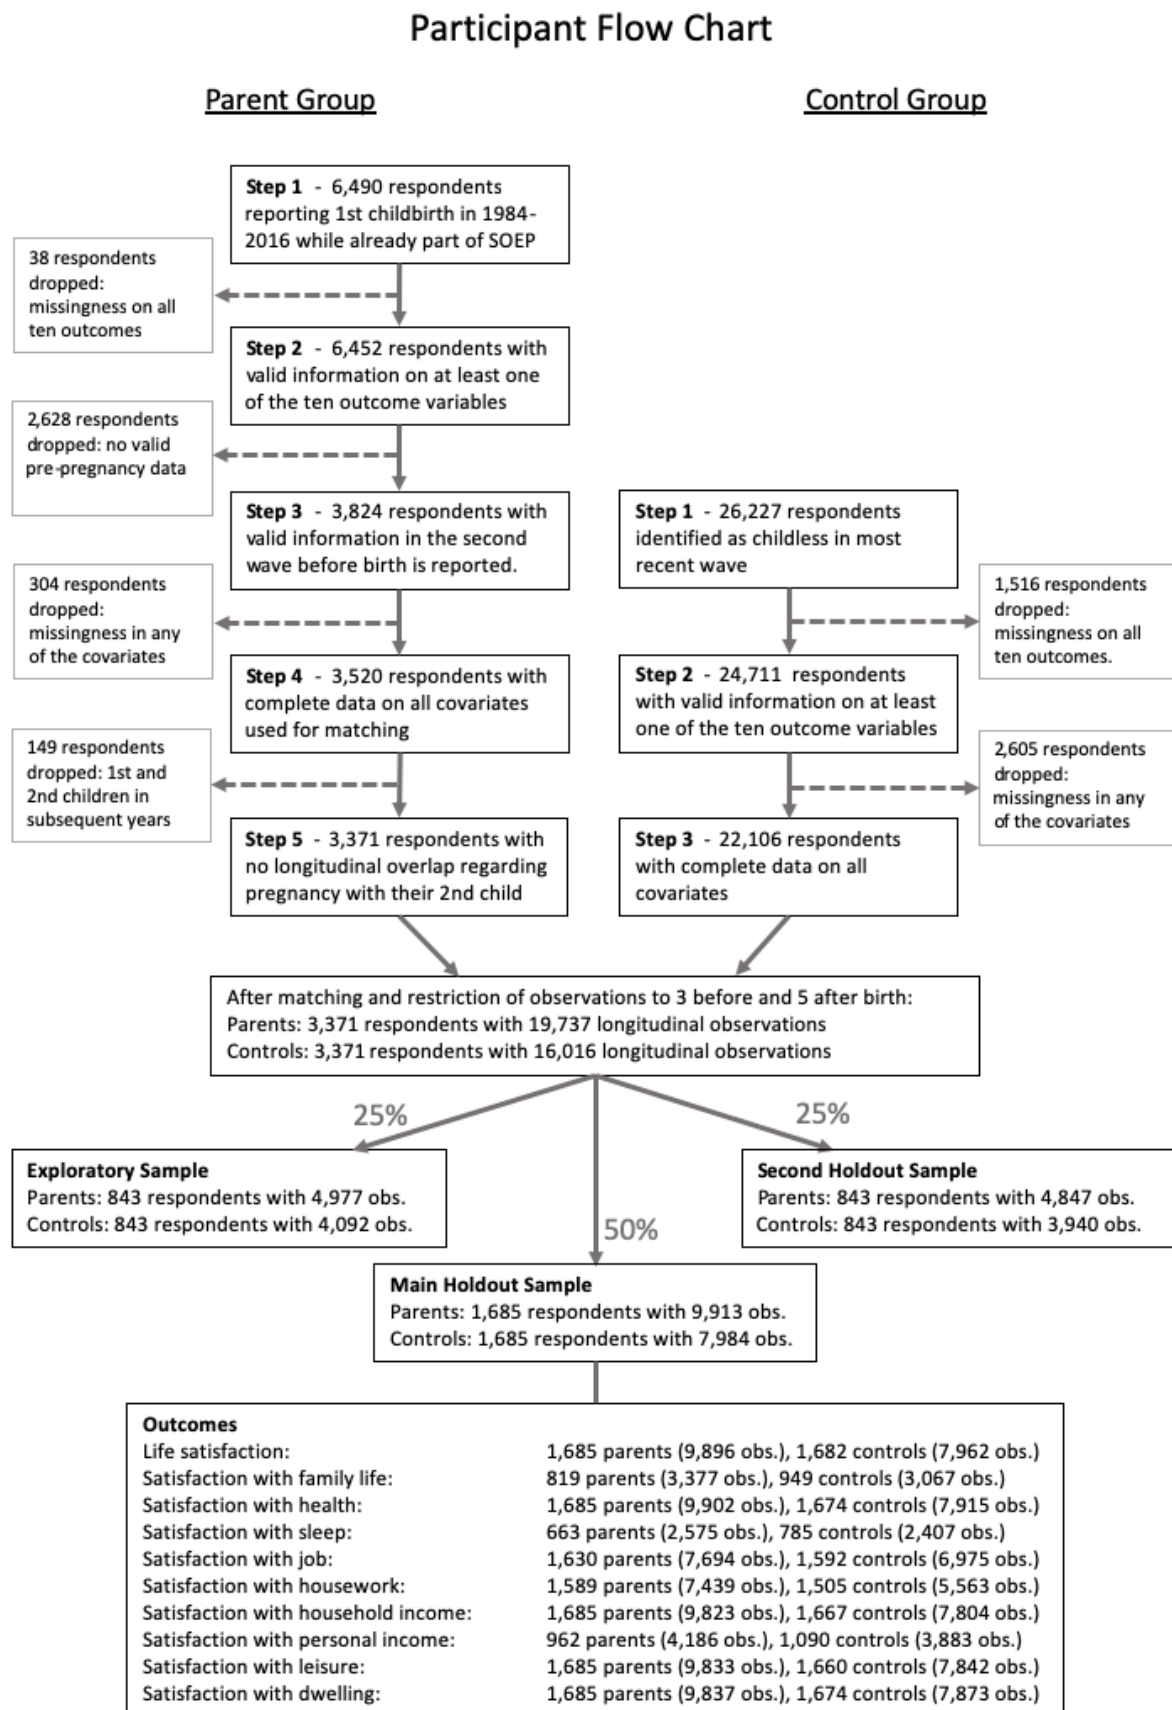 Participant Flow Chart
Parent Group
Control Group
Step 1 - 6,490 respondents
reporting 1st childbirth in 1984-
2016 while already part of SOEP
38 respondents
dropped:
missingness on all
ten outcomes
Step 2 - 6,452 respondents with
valid information on at least one
of the ten outcome variables
2,628 respondents
dropped: no valid
pre-pregnancy data
Step 3 - 3,824 respondents with
valid information in the second
wave before birth is reported.
Step 1 - 26,227 respondents
identified as childless in most
recent wave
304 respondents
dropped:
missingness in any
of the covariates
1,516 respondents
dropped:
missingness on all
ten outcomes.
Step 4 - 3,520 respondents with
complete data on all covariates
used for matching
Step 2 - 24,711 respondents
with valid information on at least
one of the ten outcome variables
149 respondents
dropped: 1st and
2nd children in
subsequent years
2,605 respondents
dropped:
missingness in any
of the covariates
Step 5 - 3,371 respondents with
no longitudinal overlap regarding
pregnancy with their 2nd child
Step 3 - 22,106 respondents
with complete data on all
covariates
After matching and restriction of observations to 3 before and 5 after birth:
Parents: 3,371 respondents with 19,737 longitudinal observations
Controls: 3,371 respondents with 16,016 longitudinal observations
25%
25%
Exploratory Sample
Parents: 843 respondents with 4,977 obs.
Controls: 843 respondents with 4,092 obs.
Second Holdout Sample
Parents: 843 respondents with 4,847 obs.
Controls: 843 respondents with 3,940 obs.
50%
Main Holdout Sample
Parents: 1,685 respondents with 9,913 obs.
Controls: 1,685 respondents with 7,984 obs.
Outcomes
Life satisfaction: 1,685 parents (9,896 obs.), 1,682 controls (7,962 obs.)
Satisfaction with family life: 819 parents (3,377 obs.), 949 controls (3,067 obs.)
Satisfaction with health: 1,685 parents (9,902 obs.), 1,674 controls (7,915 obs.)
Satisfaction with sleep: 663 parents (2,575 obs.), 785 controls (2,407 obs.)
Satisfaction with job: 1,630 parents (7,694 obs.), 1,592 controls (6,975 obs.)
Satisfaction with housework: 1,589 parents (7,439 obs.), 1,505 controls (5,563 obs.)
Satisfaction with household income: 1,685 parents (9,823 obs.), 1,667 controls (7,804 obs.)
Satisfaction with personal income: 962 parents (4,186 obs.), 1,090 controls (3,883 obs.)
Satisfaction with leisure: 1,685 parents (9,833 obs.), 1,660 controls (7,842 obs.)
Satisfaction with dwelling: 1,685 parents (9,837 obs.), 1,674 controls (7,873 obs.)